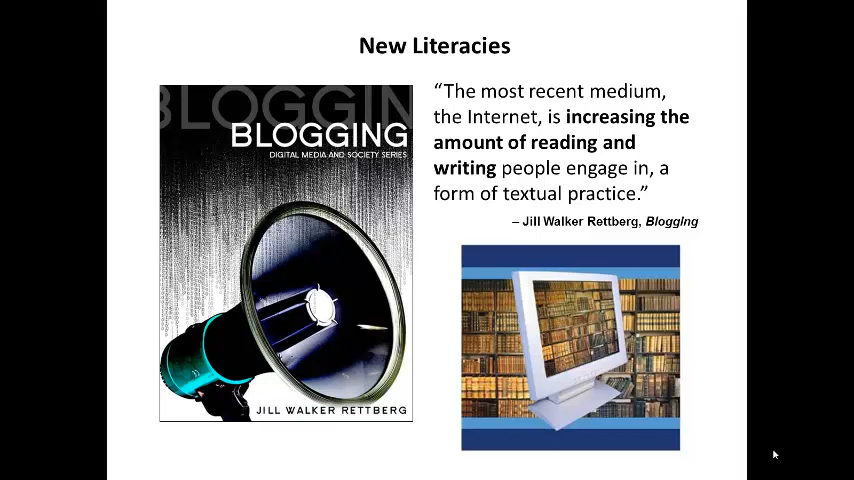 New Literacies
BLOGGIN
BLOGGING
DIGITAL MEDIA AND SOCIETY SERIES
JILL WALKER RETTBERG
“The most recent medium,
the Internet, is increasing the
amount of reading and
writing people engage in, a
form of textual practice.”
– Jill Walker Rettberg, Blogging